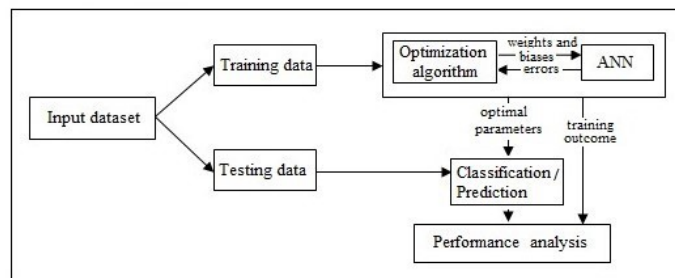 Input dataset
Training data
Testing data
Optimization
algorithm
weights and
biases
errors
ANN
optimal
parameters
training
outcome
Classification /
Prediction
Performance analysis